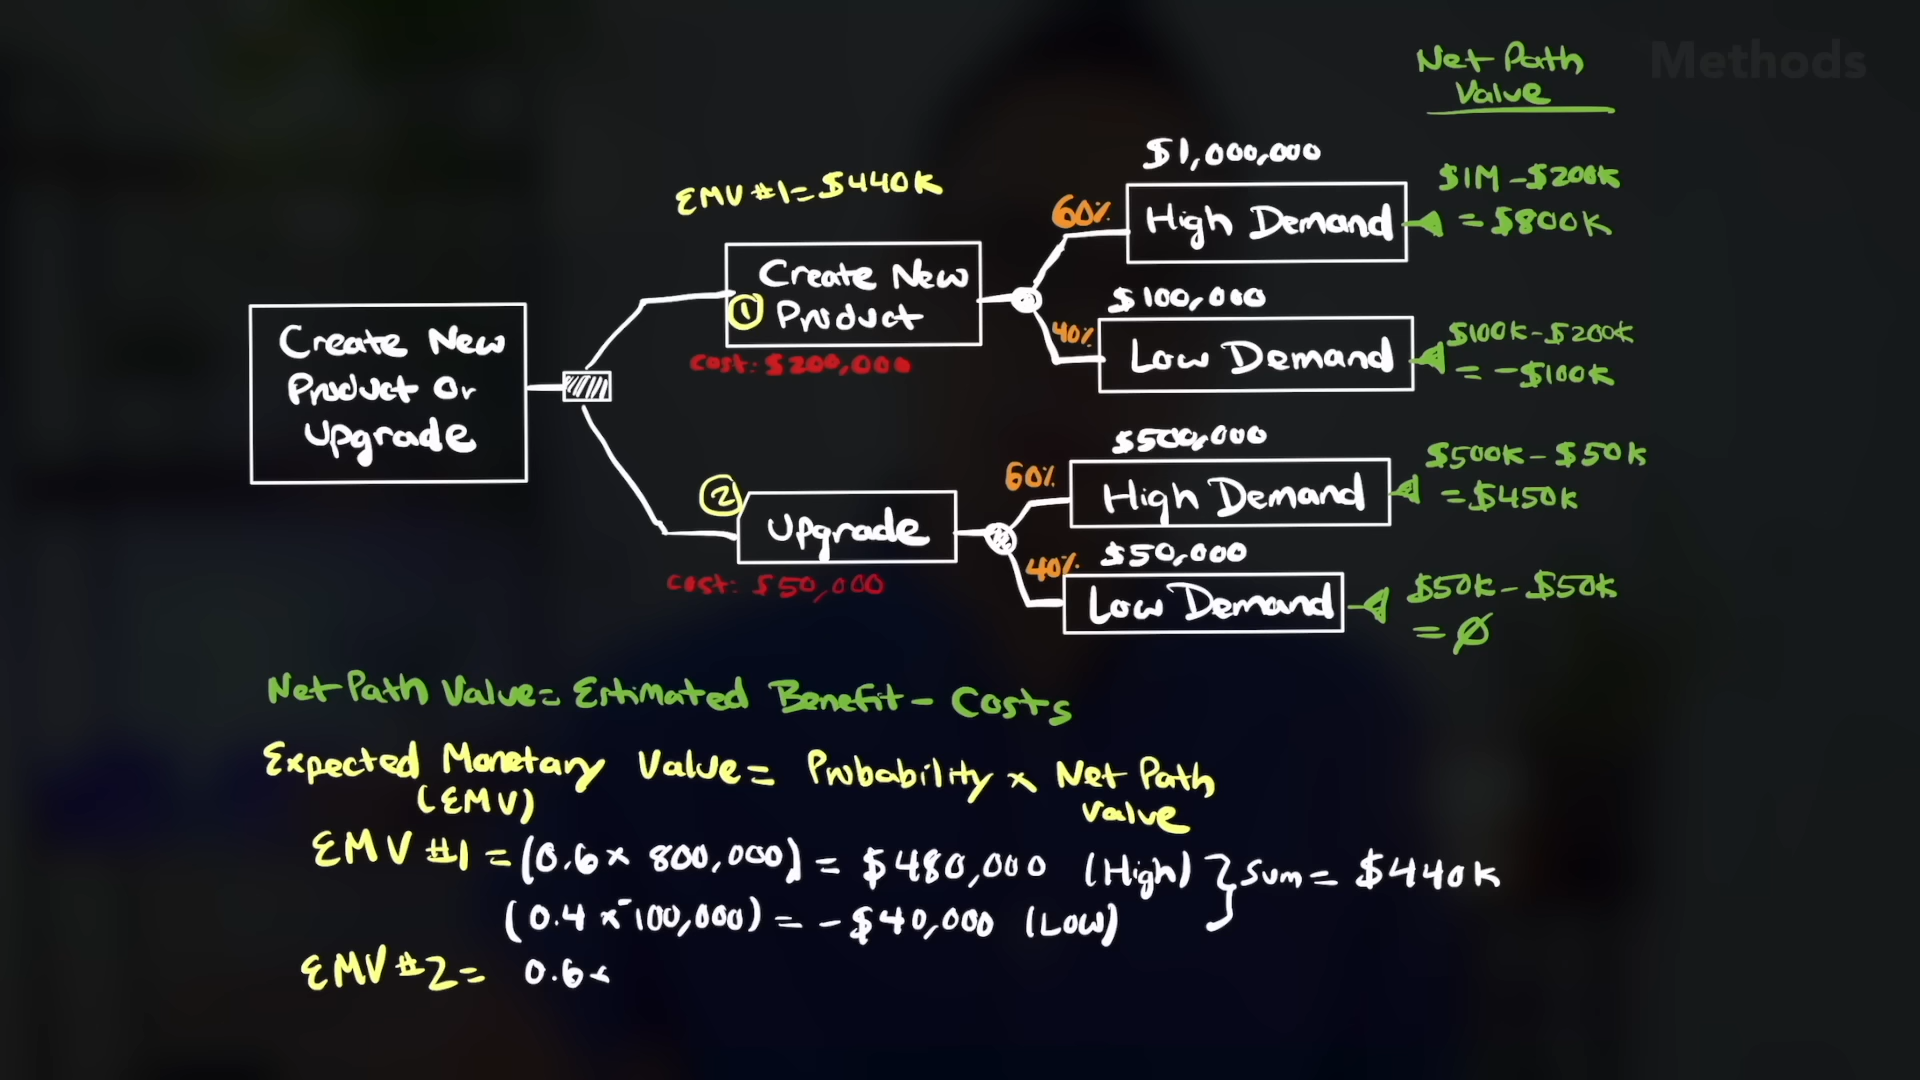 Methods
Net Path
Value
$1,000,000
$1M - $200k
= $800k
EMV #1 = $440k
60%
High Demand
Create New
Product
1
Cost: $200,000
$100,000
40%
Low Demand
$100k - $200k
= -$100k
Create New
Product Or
Upgrade
$500,000
60%
High Demand
$500k - $50k
= $450k
2
Upgrade
Cost: $50,000
$50,000
40%
Low Demand
$50k - $50k
= Ø
Net Path Value = Estimated Benefit - Costs
Expected Monetary Value = Probability x Net Path
(EMV) Value
EMV #1 = (0.6 x 800,000) = $480,000 (High) } Sum = $440k
(0.4 x -100,000) = -$40,000 (Low)
EMV #2 = 0.6